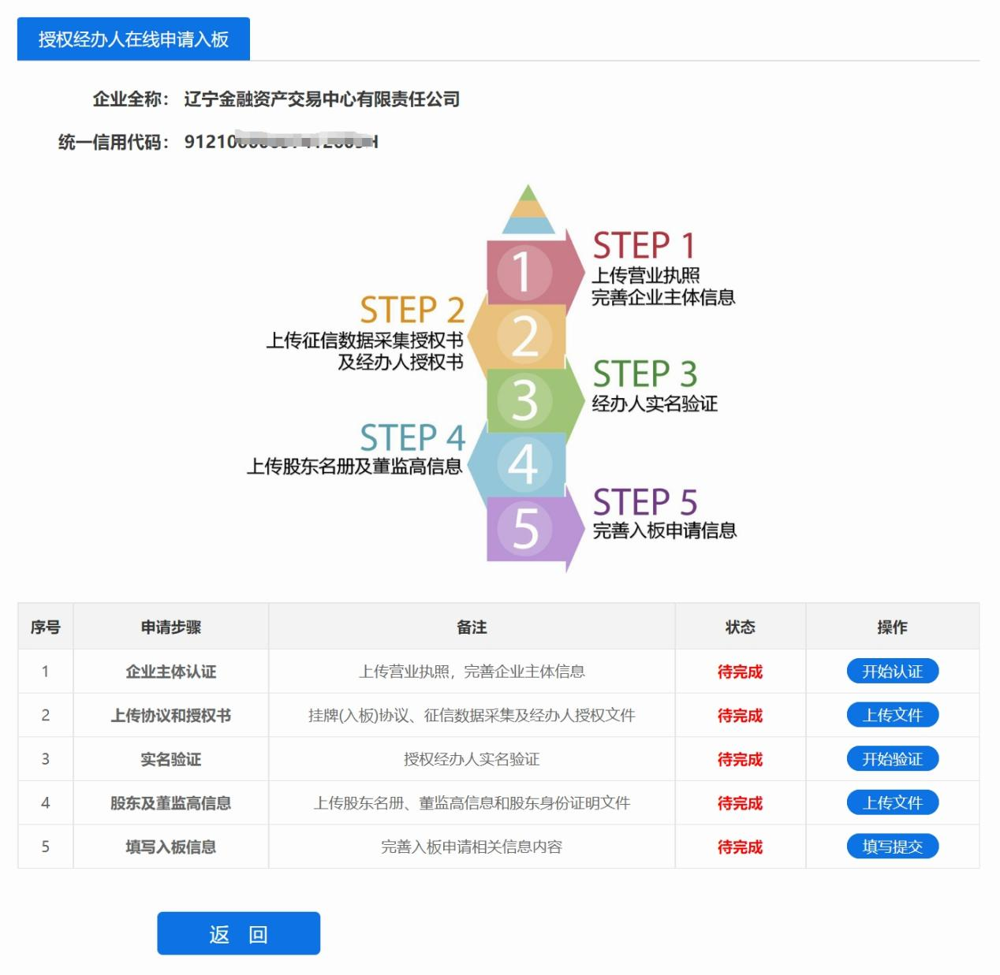 授权经办人在线申请入板
企业全称： 辽宁金融资产交易中心有限责任公司
统一信用代码：
STEP 1
上传营业执照
完善企业主体信息
STEP 2
上传征信数据采集授权书
及经办人授权书
STEP 3
经办人实名验证
STEP 4
上传股东名册及董监高信息
STEP 5
完善入板申请信息
1
2
3
4
5
序号 申请步骤 备注 状态 操作
1 企业主体认证 上传营业执照，完善企业主体信息 待完成 开始认证
2 上传协议和授权书 挂牌(入板)协议、征信数据采集及经办人授权文件 待完成 上传文件
3 实名验证 授权经办人实名验证 待完成 开始验证
4 股东及董监高信息 上传股东名册、董监高信息和股东身份证明文件 待完成 上传文件
5 填写入板信息 完善入板申请相关信息内容 待完成 填写提交
返 回